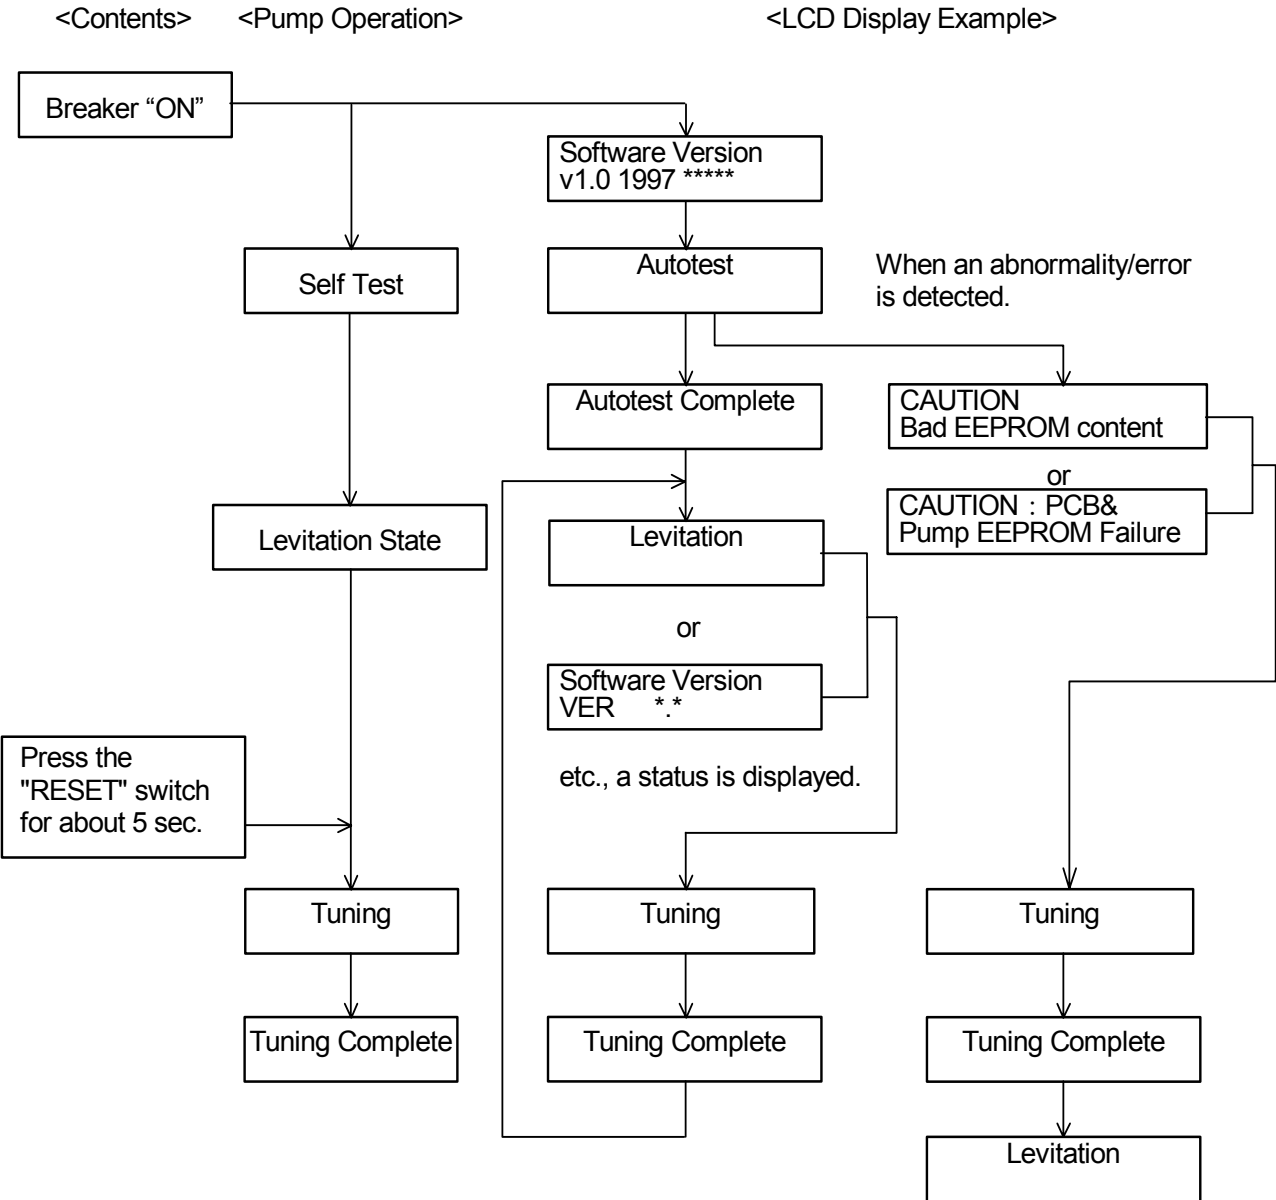 <Contents> <Pump Operation> <LCD Display Example>
Breaker “ON”
Software Version
v1.0 1997 *****
Self Test
Autotest
When an abnormality/error
is detected.
Autotest Complete
CAUTION
Bad EEPROM content
or
CAUTION : PCB&
Pump EEPROM Failure
Levitation State
Levitation
or
Software Version
VER *.*
etc., a status is displayed.
Press the
"RESET" switch
for about 5 sec.
Tuning
Tuning
Tuning
Tuning Complete
Tuning Complete
Tuning Complete
Levitation